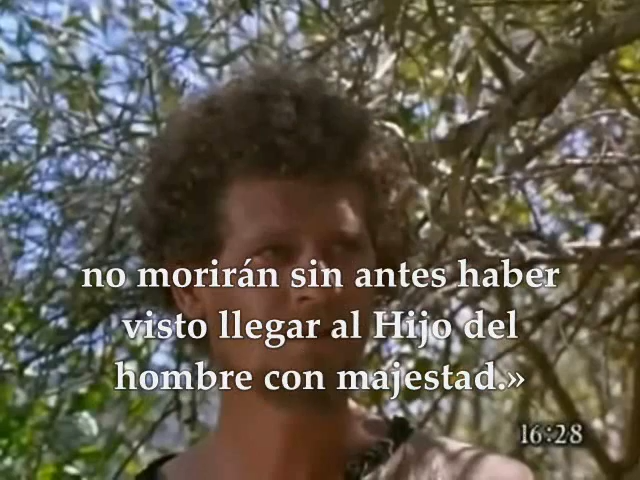 no morirán sin antes haber
visto llegar al Hijo del
hombre con majestad.»
16:28